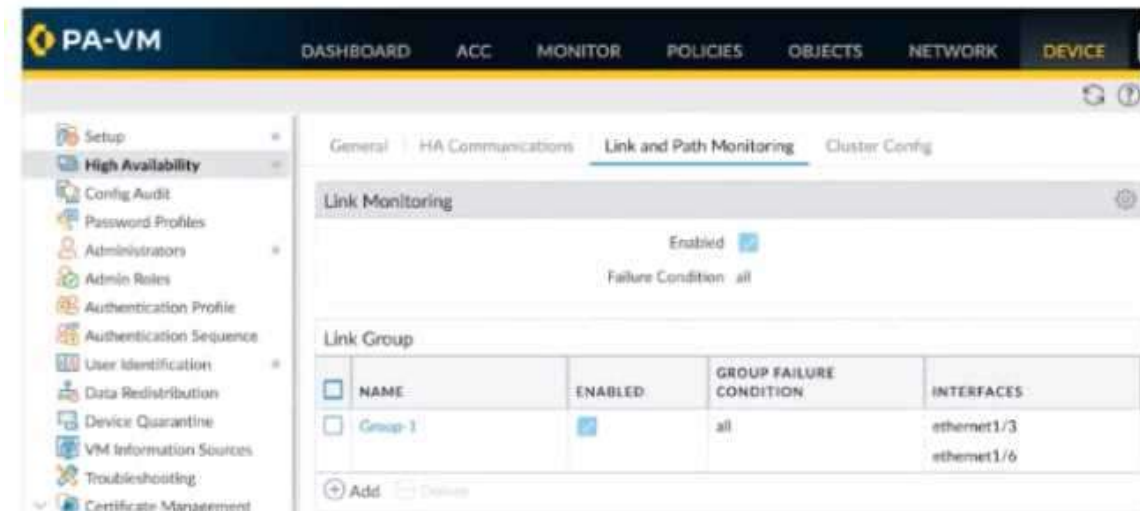 PA-VM
DASHBOARD ACC MONITOR POLICIES OBJECTS NETWORK DEVICE
Setup
High Availability
Config Audit
Password Profiles
Administrators
Admin Roles
Authentication Profile
Authentication Sequence
User Identification
Data Redistribution
Device Quarantine
VM Information Sources
Troubleshooting
Certificate Management
General HA Communications Link and Path Monitoring Cluster Config
Link Monitoring
Enabled
Failure Condition all
Link Group
NAME ENABLED GROUP FAILURE CONDITION INTERFACES
Group-1 all ethernet1/3
ethernet1/6
Add Delete